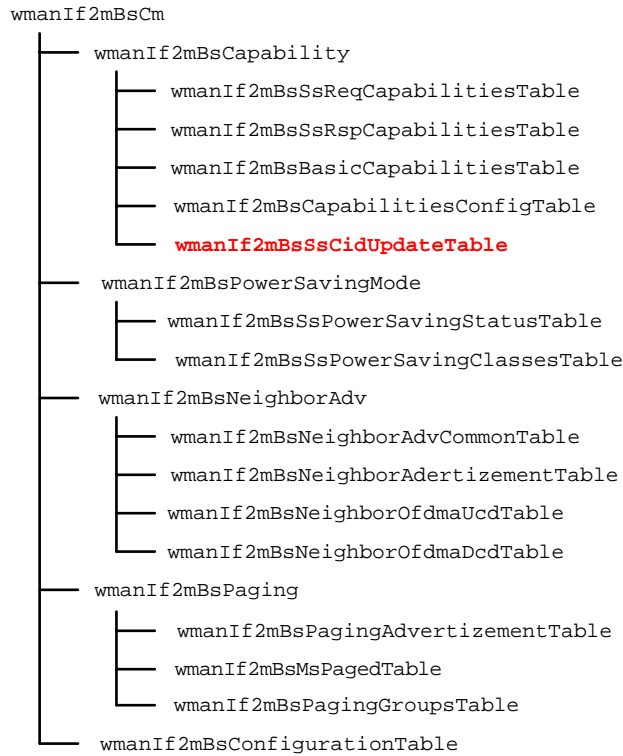 wmanIf2mBsCm
wmanIf2mBsCapability
wmanIf2mBsSsReqCapabilitiesTable
wmanIf2mBsSsRspCapabilitiesTable
wmanIf2mBsBasicCapabilitiesTable
wmanIf2mBsCapabilitiesConfigTable
wmanIf2mBsSsCidUpdateTable
wmanIf2mBsPowerSavingMode
wmanIf2mBsSsPowerSavingStatusTable
wmanIf2mBsSsPowerSavingClassesTable
wmanIf2mBsNeighborAdv
wmanIf2mBsNeighborAdvCommonTable
wmanIf2mBsNeighborAdertizementTable
wmanIf2mBsNeighborOfdmaUcdTable
wmanIf2mBsNeighborOfdmaDcdTable
wmanIf2mBsPaging
wmanIf2mBsPagingAdvertizementTable
wmanIf2mBsMsPagedTable
wmanIf2mBsPagingGroupsTable
wmanIf2mBsConfigurationTable